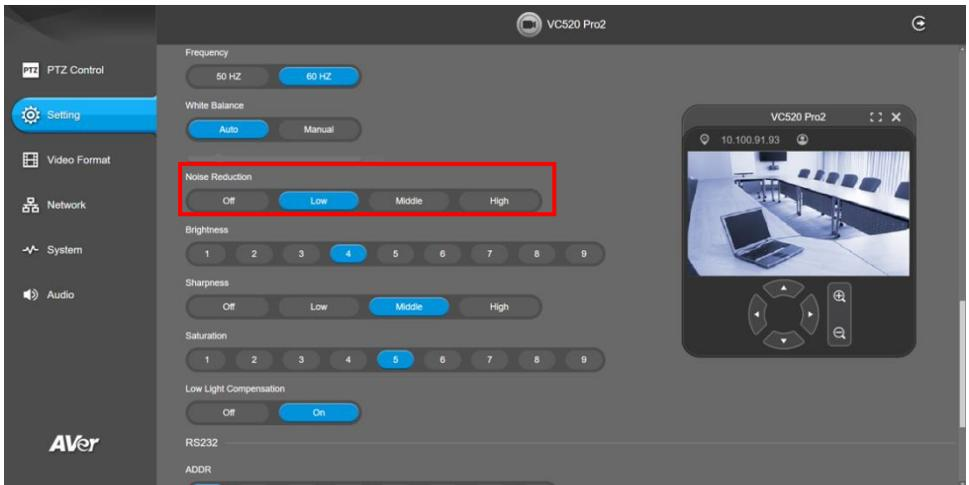 VC520 Pro2
PTZ PTZ Control
Setting
Video Format
Network
System
Audio
AVer
Frequency
50 HZ 60 HZ
White Balance
Auto Manual
Noise Reduction
Off Low Middle High
Brightness
1 2 3 4 5 6 7 8 9
Sharpness
Off Low Middle High
Saturation
1 2 3 4 5 6 7 8 9
Low Light Compensation
Off On
RS232
ADDR
VC520 Pro2
10.100.91.93